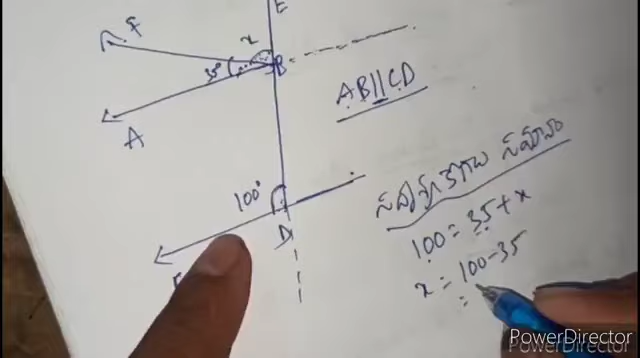 E
F
x
35°
B
AB||CD
A
సదృశ్య కోణాలు సమానం
100°
100 = 35 + x
D
x = 100 - 35
=
PowerDirector